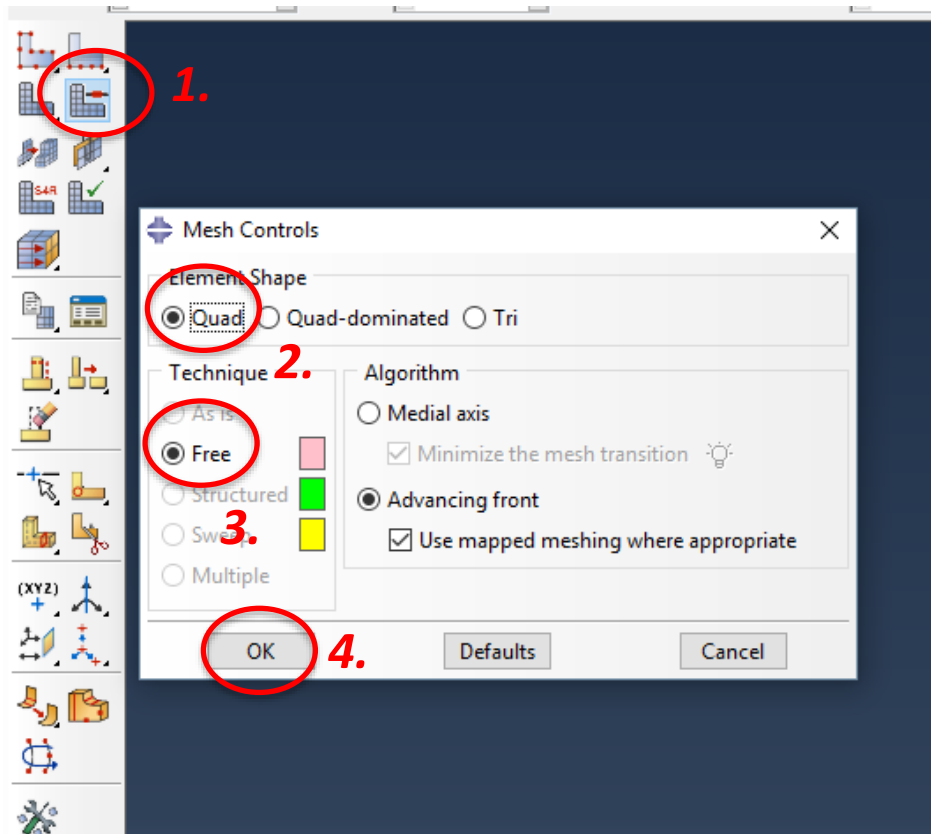 1.
S4R
Mesh Controls
Element Shape
Quad Quad-dominated Tri
2.
Technique
As is
Free
Structured
Sweep
Multiple
3.
Algorithm
Medial axis
Minimize the mesh transition
Advancing front
Use mapped meshing where appropriate
(XYZ)
OK Defaults Cancel
4.